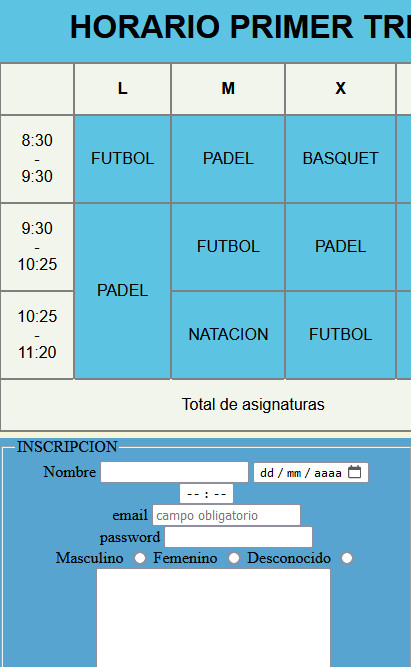 HORARIO PRIMER TRI
L M X
8:30
-
9:30
FUTBOL PADEL BASQUET
9:30
-
10:25
PADEL
FUTBOL PADEL
10:25
-
11:20
NATACION FUTBOL
Total de asignaturas
INSCRIPCION
Nombre dd / mm / aaaa
-- : --
email campo obligatorio
password
Masculino Femenino Desconocido